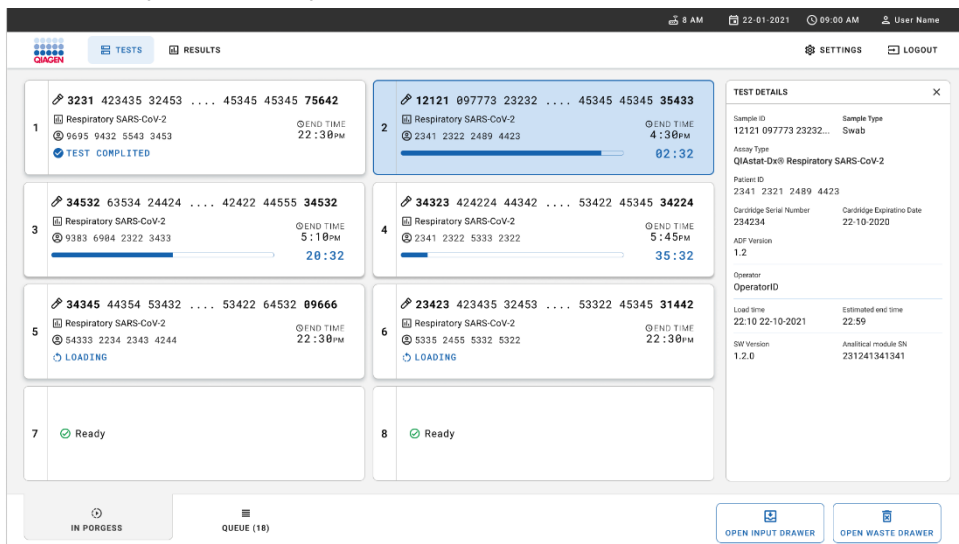 8 AM 22-01-2021 09:00 AM User Name
QIAGEN TESTS RESULTS SETTINGS LOGOUT
1
3231 423435 32453 .... 45345 45345 75642
Respiratory SARS-CoV-2
9695 9432 5543 3453
TEST COMPLITED
END TIME
22:30PM
2
12121 097773 23232 .... 45345 45345 35433
Respiratory SARS-CoV-2
2341 2322 2489 4423
END TIME
4:30PM
02:32
3
34532 63534 24424 .... 42422 44555 34532
Respiratory SARS-CoV-2
9383 6984 2322 3433
END TIME
5:10PM
20:32
4
34323 424224 44342 .... 53422 45345 34224
Respiratory SARS-CoV-2
2341 2322 5333 2322
END TIME
5:45PM
35:32
5
34345 44354 53432 .... 53422 64532 09666
Respiratory SARS-CoV-2
54333 2234 2343 4244
LOADING
END TIME
22:30PM
6
23423 423435 32453 .... 53322 45345 31442
Respiratory SARS-CoV-2
5335 2455 5332 5322
LOADING
END TIME
22:30PM
7
Ready
8
Ready
TEST DETAILS
Sample ID
12121 097773 23232...
Sample Type
Swab
Assay Type
QIAstat-Dx® Respiratory SARS-CoV-2
Patient ID
2341 2321 2489 4423
Cardridge Serial Number
234234
Cardridge Expiratino Date
22-10-2020
ADF Version
1.2
Operator
OperatorID
Load time
22:10 22-10-2021
Estimated end time
22:59
SW Version
1.2.0
Analitical module SN
231241341341
IN PORGESS
QUEUE (18)
OPEN INPUT DRAWER
OPEN WASTE DRAWER